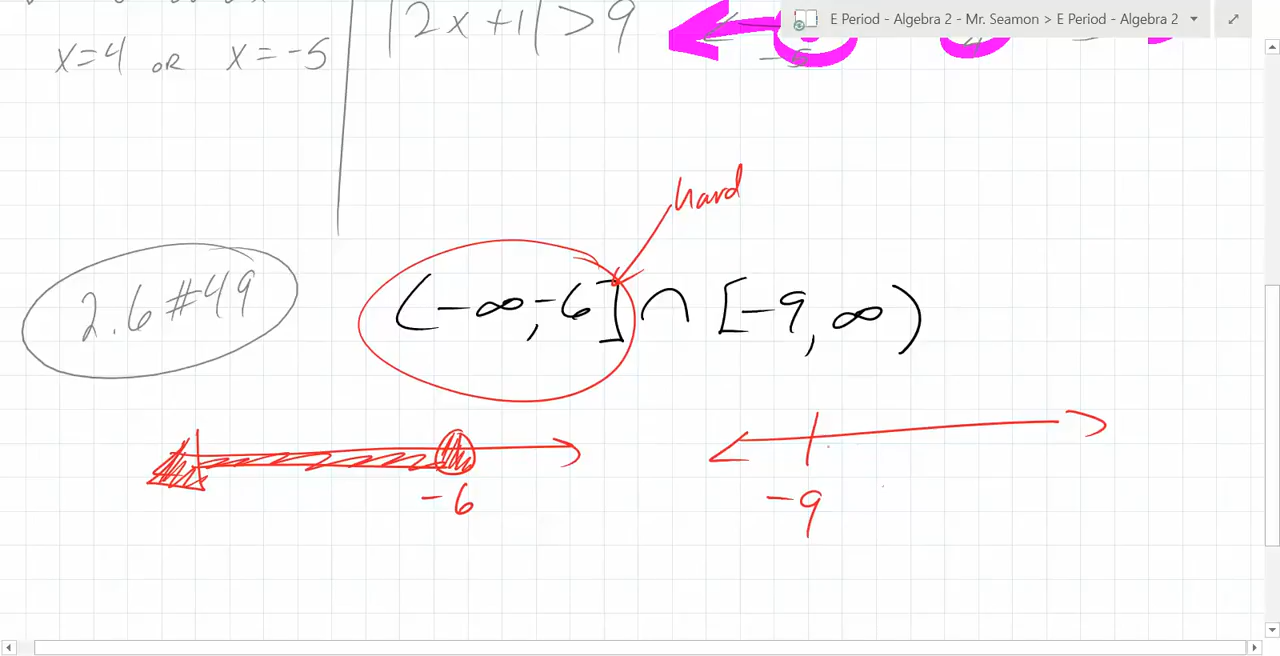 E Period - Algebra 2 - Mr. Seamon > E Period - Algebra 2
|2x+1| > 9
x=4 OR x=-5
-5
hard
2.6 #49
(-∞,-6] ∩ [-9,∞)
-6
-9